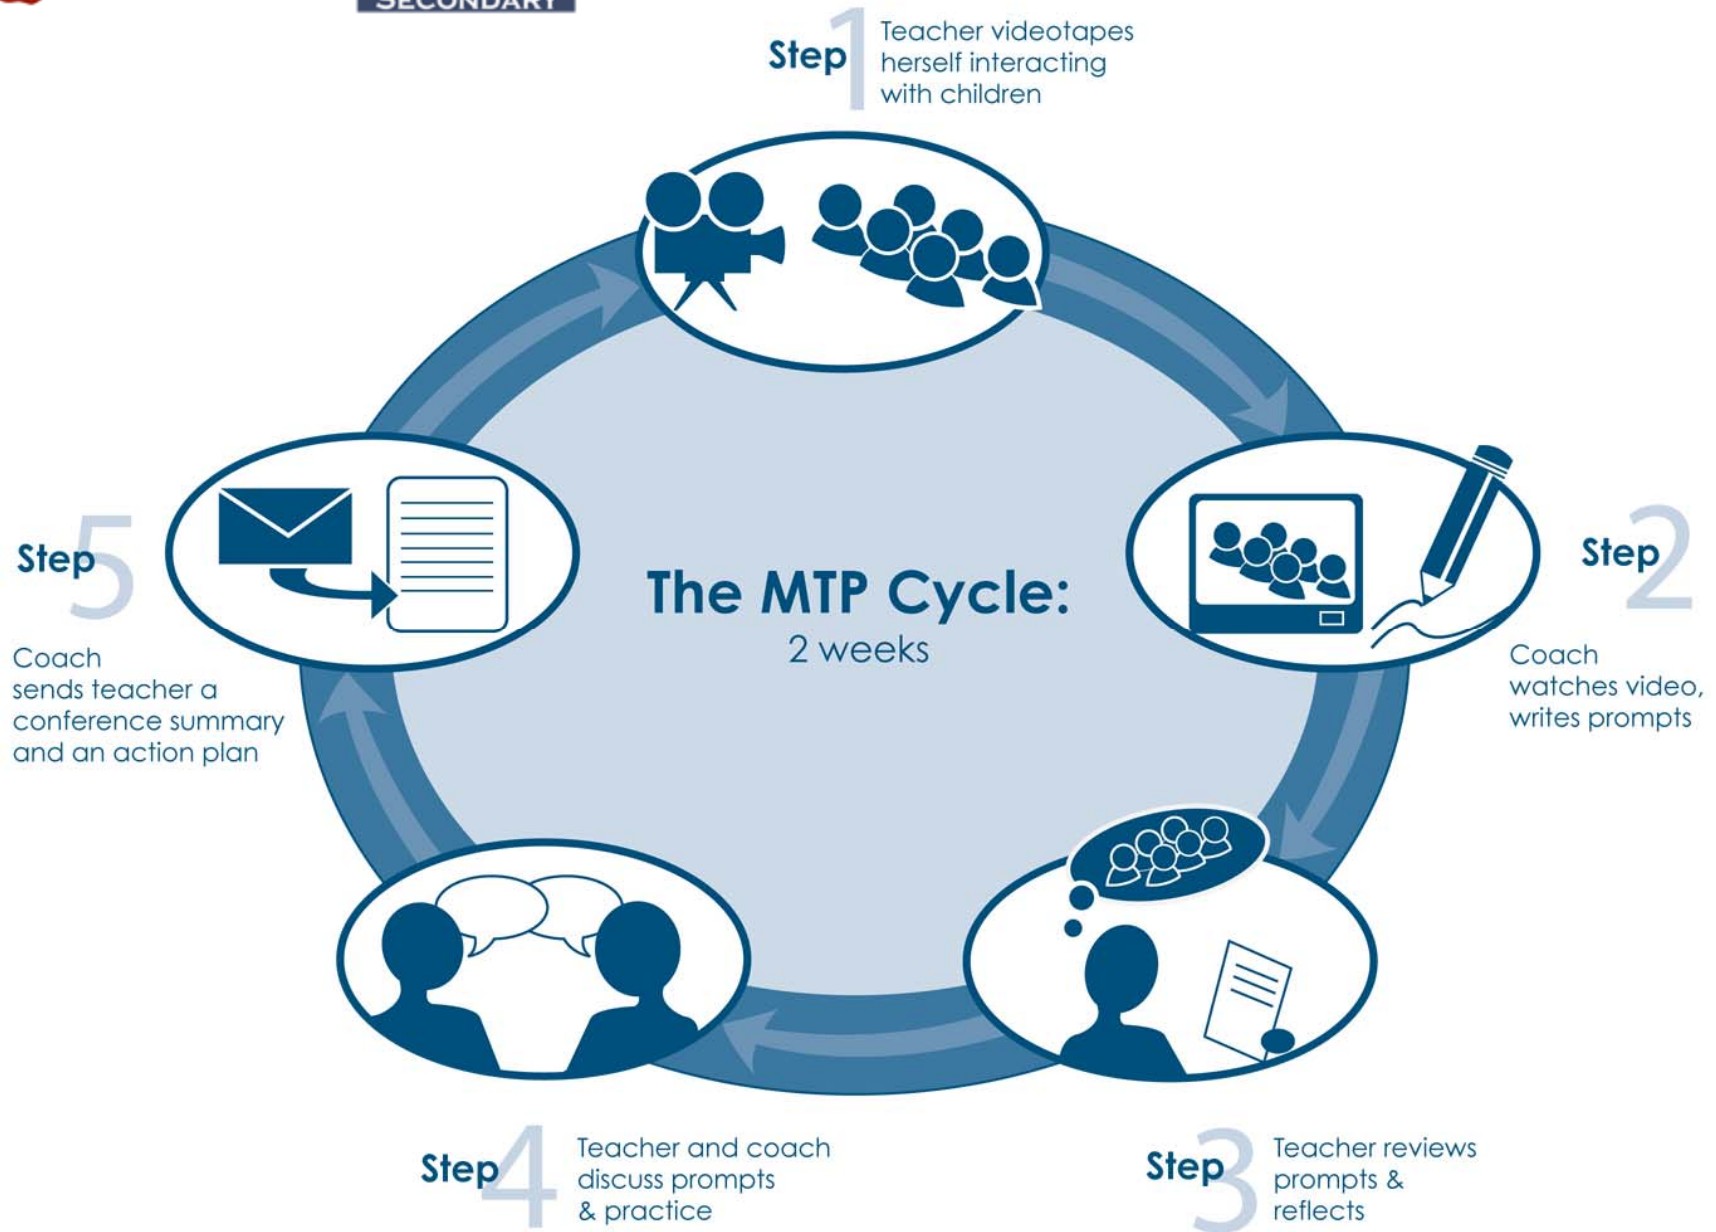 SECONDARY
Step 1
Teacher videotapes
herself interacting
with children
Step 2
Coach
watches video,
writes prompts
Step 3
Teacher reviews
prompts &
reflects
Step 4
Teacher and coach
discuss prompts
& practice
Step 5
Coach
sends teacher a
conference summary
and an action plan
The MTP Cycle:
2 weeks